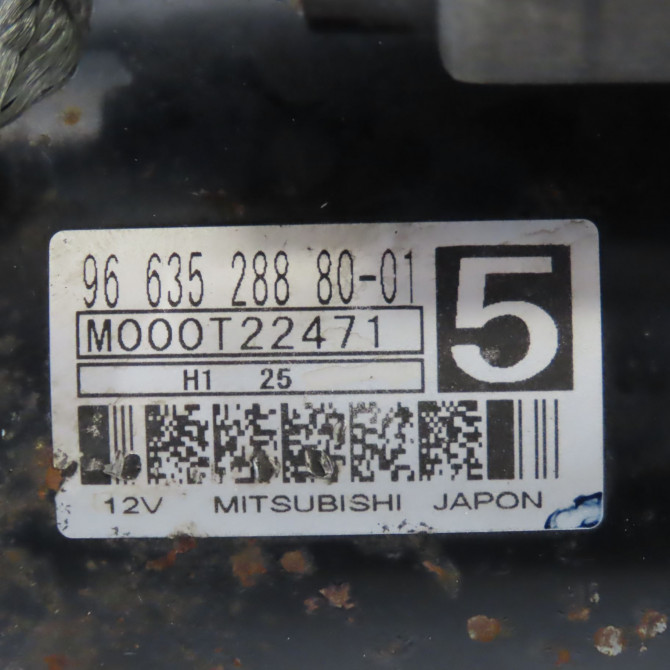 96 635 288 80-01
5
M000T22471
H1 25
12V MITSUBISHI JAPON